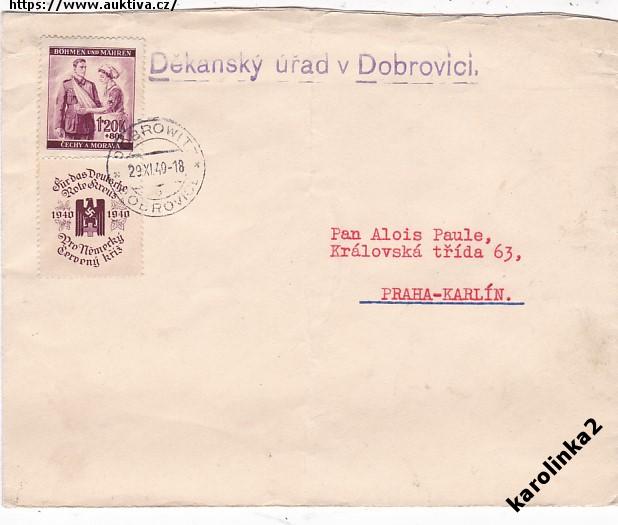 https://www.auktiva.cz/
BÖHMEN UND MÄHREN
1˙20K
+80h
ČECHY A MORAVA
Děkanský úřad v Dobrovici.
DOBROWITZ
29.XI.40-18
DOBROVICE
Für das Deutsche
Rote Kreuz
1940 1940
Pro Německý
Červený kříž
Pan Alois Paule,
Královská třída 63,
PRAHA-KARLÍN.
karolinka2